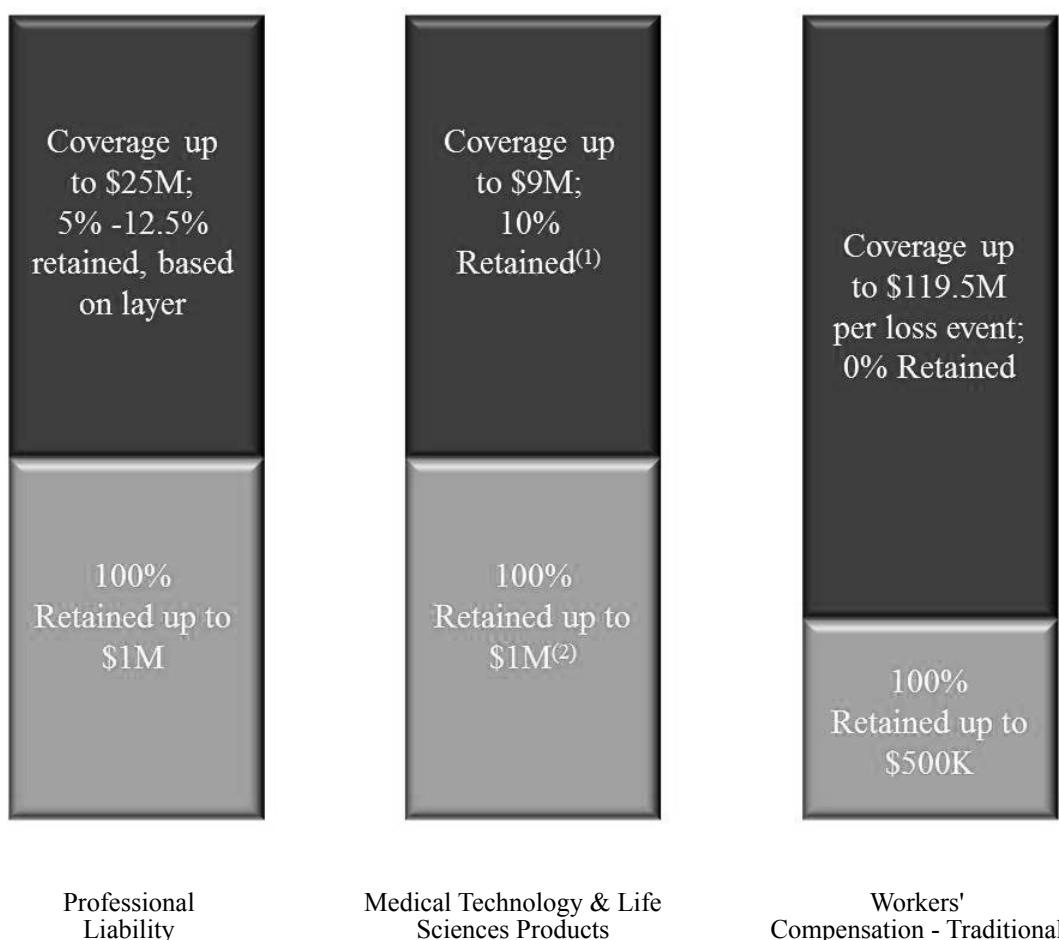 Coverage up
to $25M;
5% -12.5%
retained, based
on layer
100%
Retained up to
$1M
Coverage up
to $9M;
10%
Retained(1)
100%
Retained up to
$1M(2)
Coverage up
to $119.5M
per loss event;
0% Retained
100%
Retained up to
$500K
Professional
Liability
Medical Technology & Life
Sciences Products
Workers'
Compensation - Traditional